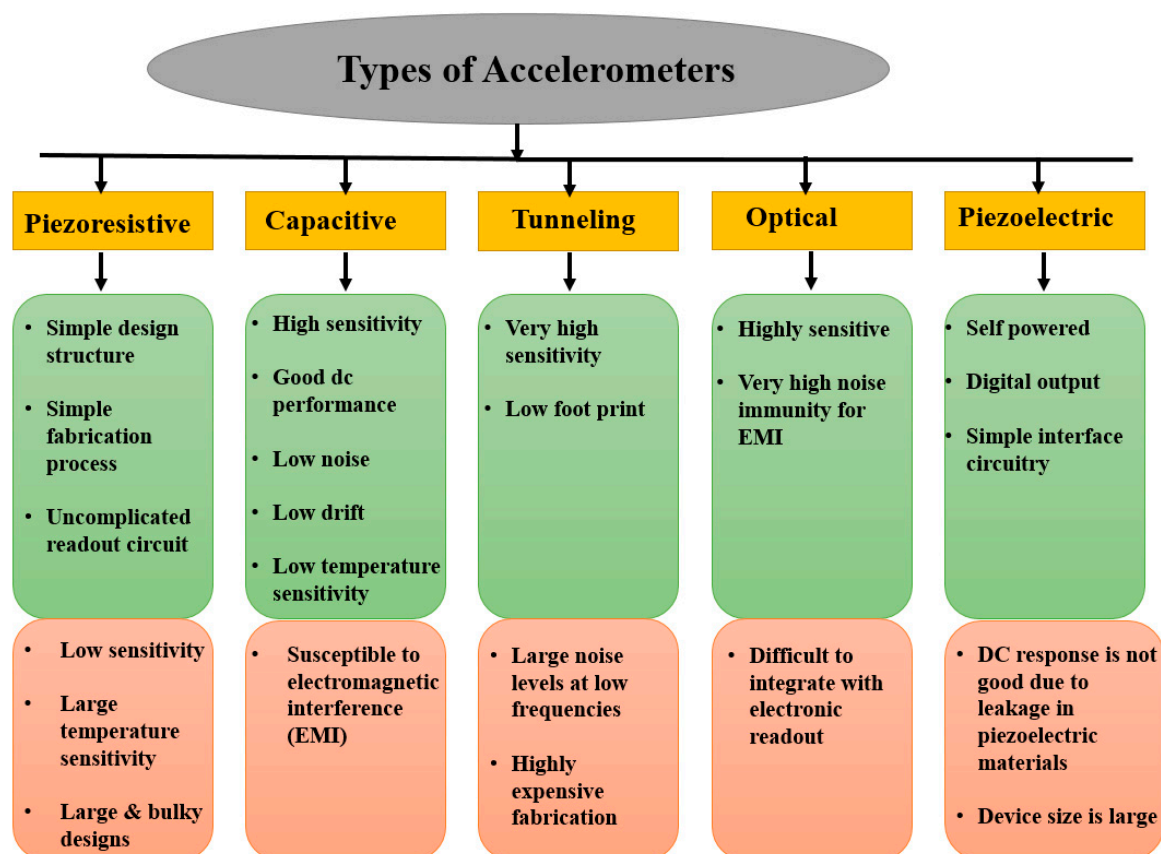 Types of Accelerometers
Piezoresistive
Capacitive
Tunneling
Optical
Piezoelectric
• Simple design
structure
• Simple
fabrication
process
• Uncomplicated
readout circuit
• High sensitivity
• Good dc
performance
• Low noise
• Low drift
• Low temperature
sensitivity
• Very high
sensitivity
• Low foot print
• Highly sensitive
• Very high noise
immunity for
EMI
• Self powered
• Digital output
• Simple interface
circuitry
• Low sensitivity
• Large
temperature
sensitivity
• Large & bulky
designs
• Susceptible to
electromagnetic
interference
(EMI)
• Large noise
levels at low
frequencies
• Highly
expensive
fabrication
• Difficult to
integrate with
electronic
readout
• DC response is not
good due to
leakage in
piezoelectric
materials
• Device size is large